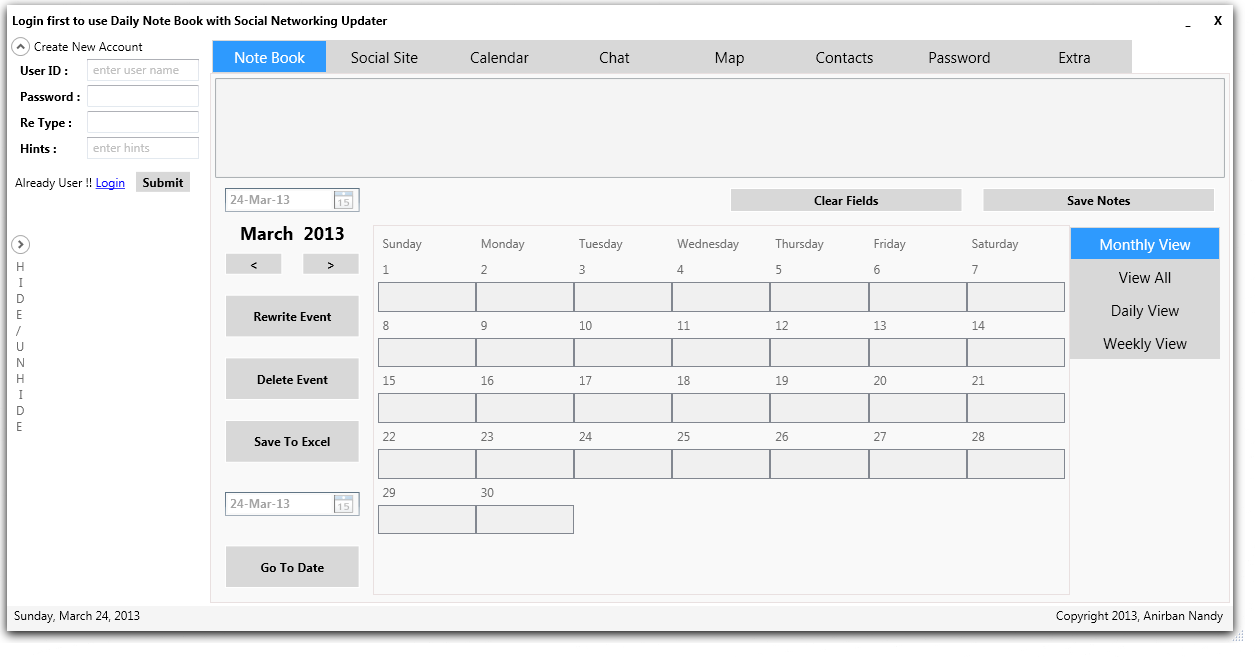 Login first to use Daily Note Book with Social Networking Updater
_ X
Create New Account
User ID :
enter user name
Password :
Re Type :
Hints :
enter hints
Already User !! Login
Submit
H
I
D
E
/
U
N
H
I
D
E
Note Book Social Site Calendar Chat Map Contacts Password Extra
24-Mar-13
15
Clear Fields
Save Notes
March 2013
< >
Rewrite Event
Delete Event
Save To Excel
24-Mar-13
15
Go To Date
Sunday Monday Tuesday Wednesday Thursday Friday Saturday
1 2 3 4 5 6 7
8 9 10 11 12 13 14
15 16 17 18 19 20 21
22 23 24 25 26 27 28
29 30
Monthly View
View All
Daily View
Weekly View
Sunday, March 24, 2013
Copyright 2013, Anirban Nandy